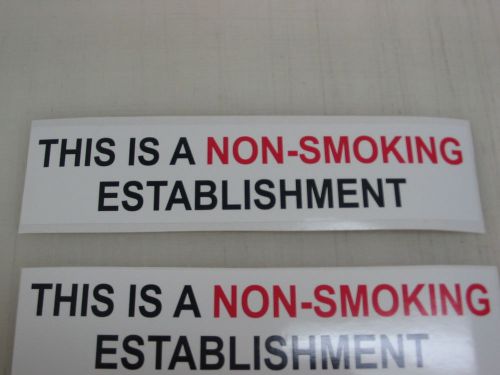 THIS IS A NON-SMOKING
ESTABLISHMENT
THIS IS A NON-SMOKING
ESTABLISHMENT